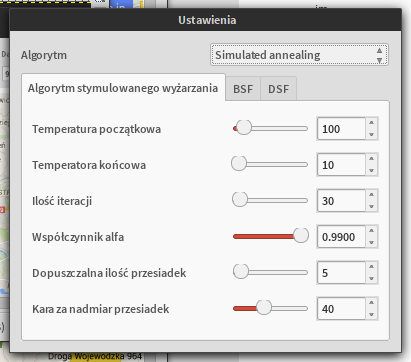 Ustawienia
Algorytm
Simulated annealing
Algorytm stymulowanego wyżarzania
BSF
DSF
Temperatura początkowa
100
Temperatora końcowa
10
Ilość iteracji
30
Współczynnik alfa
0.9900
Dopuszczalna ilość przesiadek
5
Kara za nadmiar przesiadek
40
Droga Wojewódzka 964